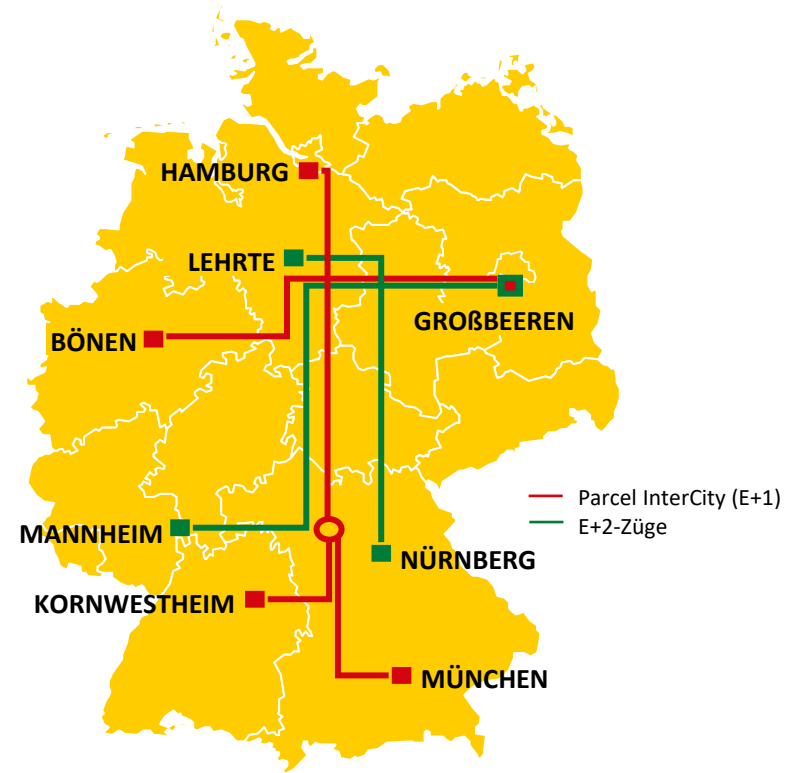 HAMBURG
LEHRTE
GROßBEEREN
BÖNEN
Parcel InterCity (E+1)
E+2-Züge
MANNHEIM
NÜRNBERG
KORNWESTHEIM
MÜNCHEN